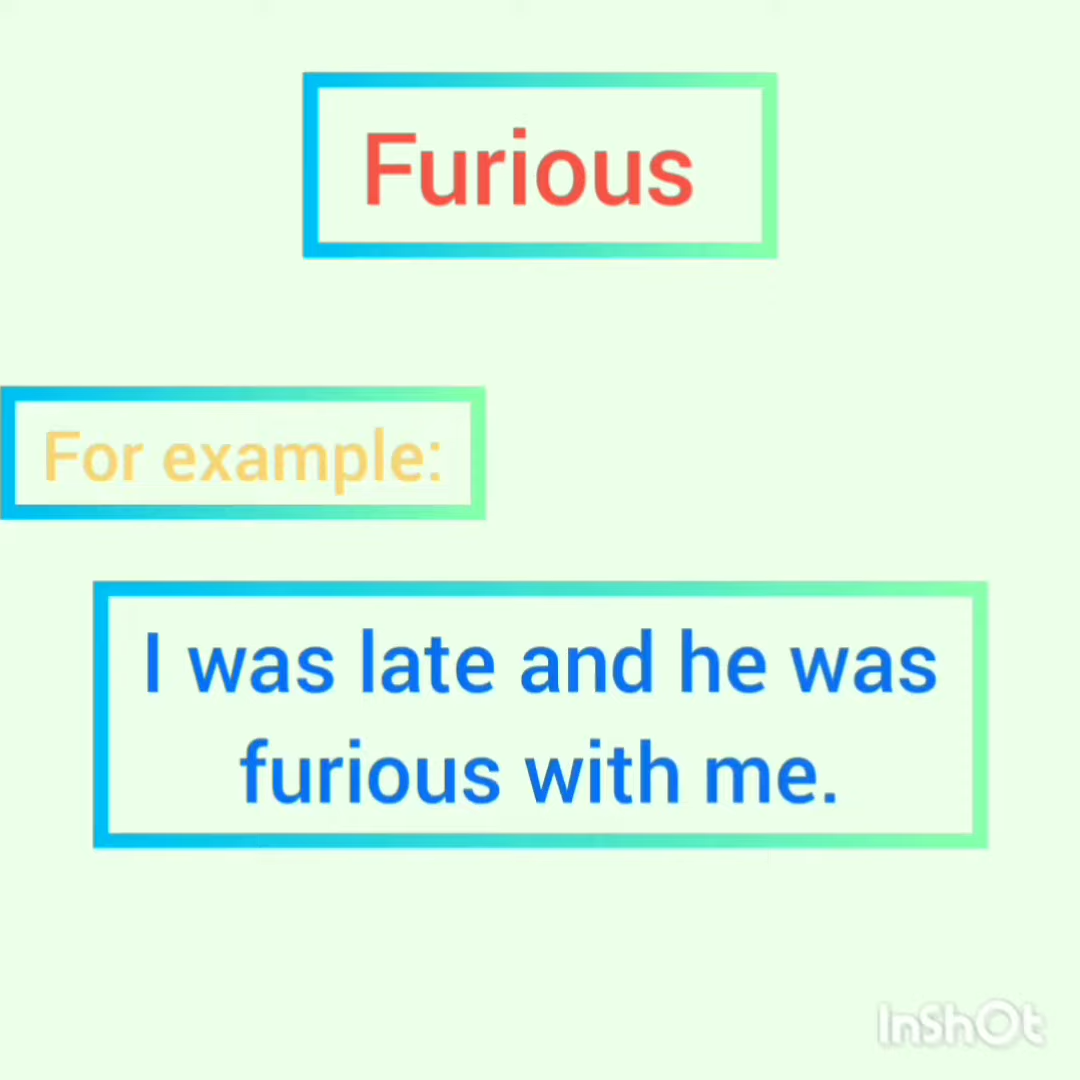 Furious
For example:
I was late and he was
furious with me.
InShOt